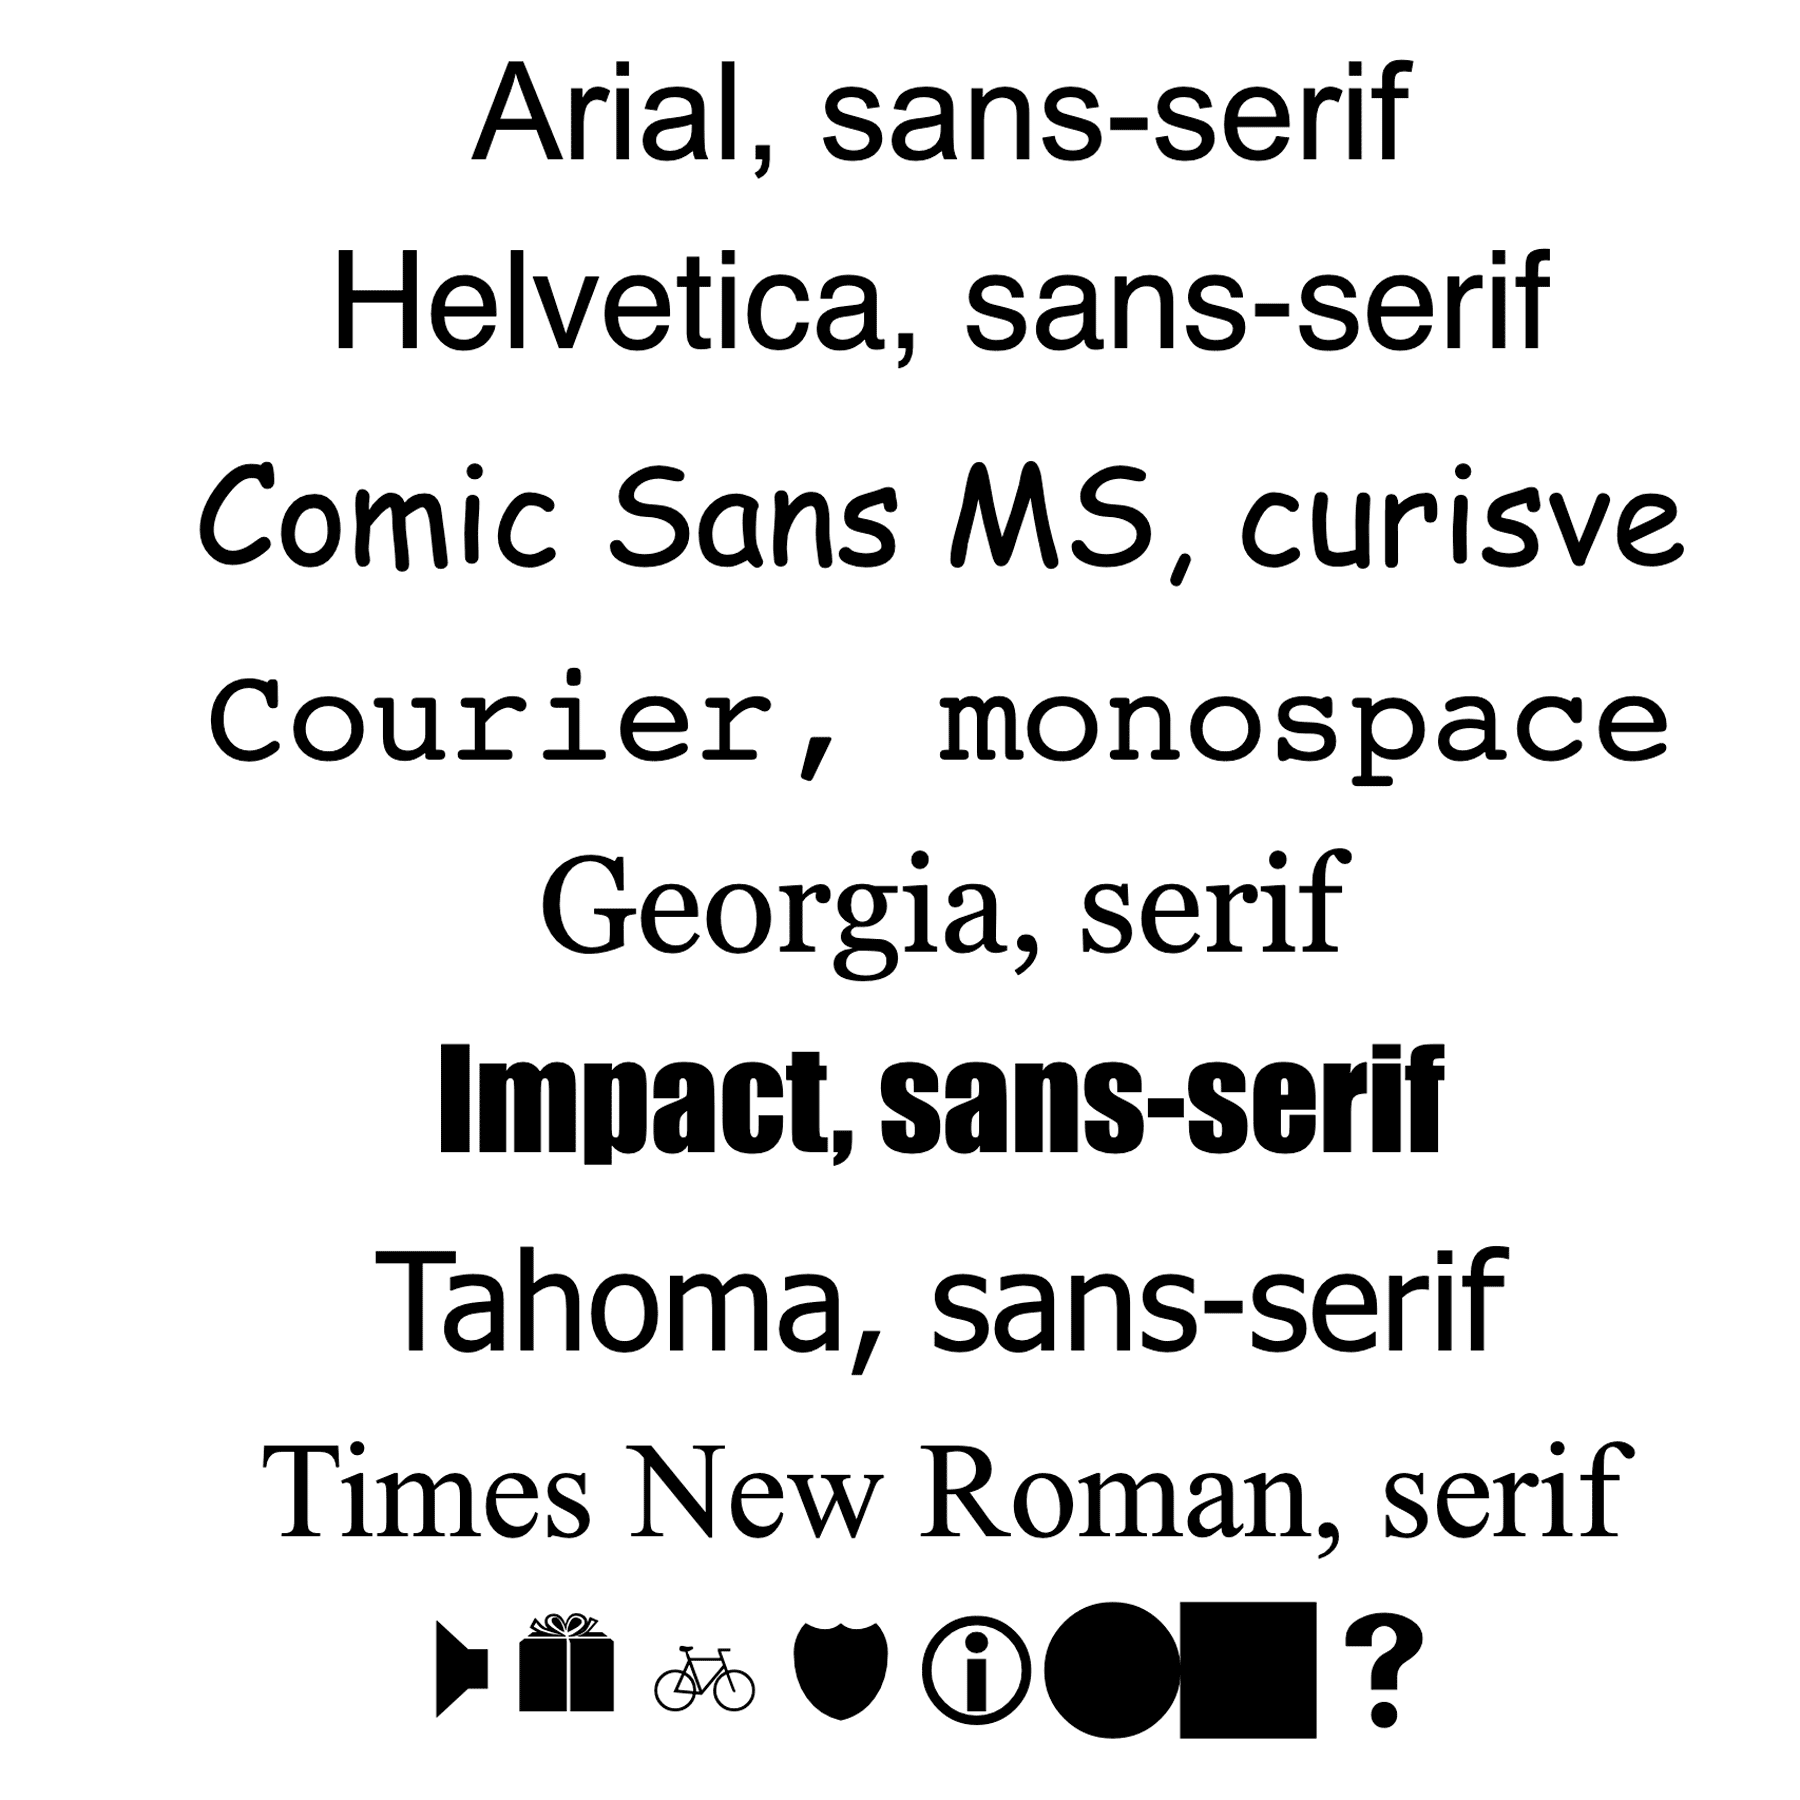 Arial, sans-serif
Helvetica, sans-serif
Comic Sans MS, curisve
Courier, monospace
Georgia, serif
Impact, sans-serif
Tahoma, sans-serif
Times New Roman, serif
?